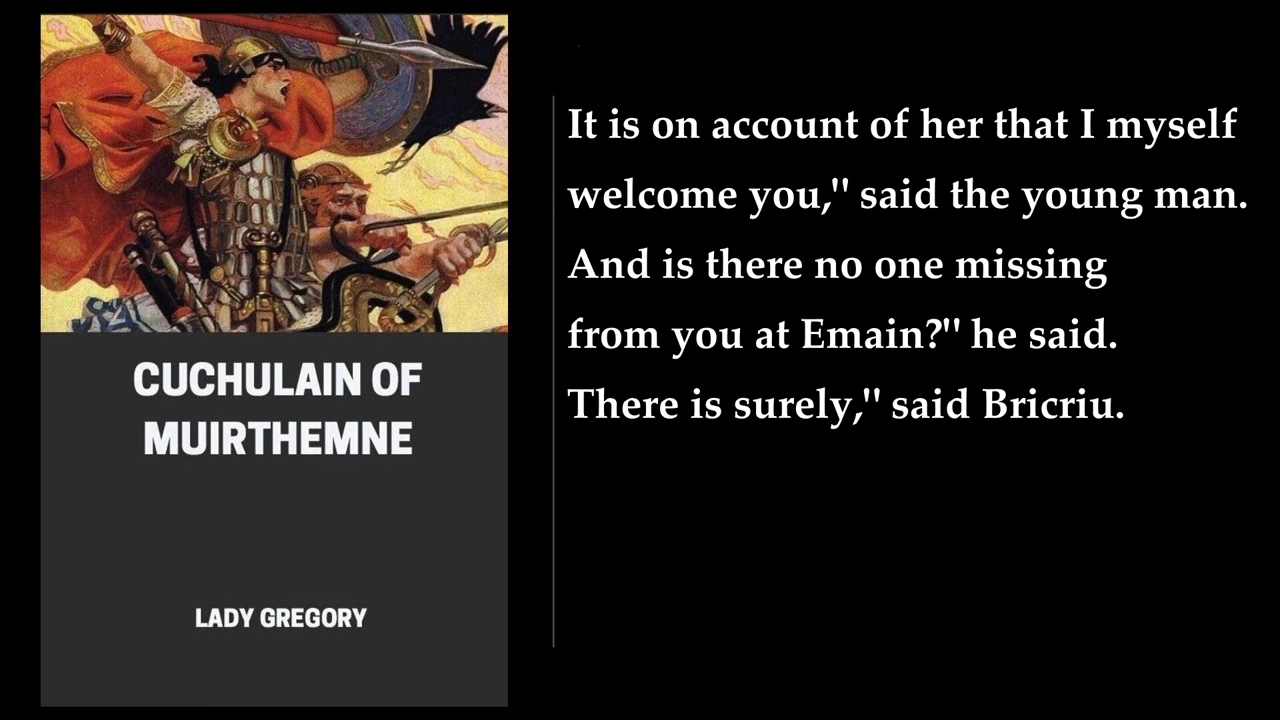 CUCHULAIN OF
MUIRTHEMNE
LADY GREGORY
It is on account of her that I myself
welcome you," said the young man.
And is there no one missing
from you at Emain?" he said.
There is surely," said Bricriu.